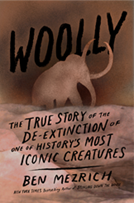 WOOLLY
THE TRUE STORY OF THE
DE-EXTINCTION OF
ONE OF HISTORY'S MOST
ICONIC CREATURES
BEN MEZRICH